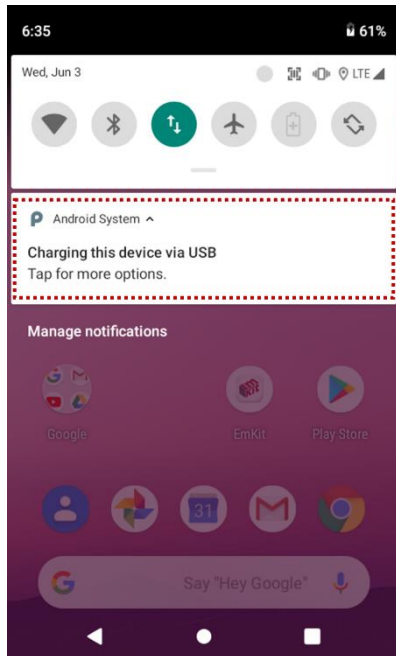 6:35 61%
Wed, Jun 3 LTE
Android System
Charging this device via USB
Tap for more options.
Manage notifications
Google EmKit Play Store
31
Say "Hey Google"